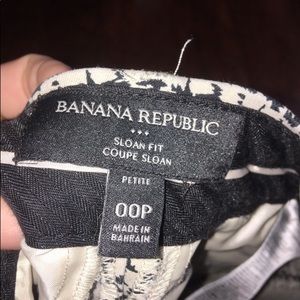 BANANA REPUBLIC
SLOAN FIT
COUPE SLOAN
PETITE
00P
MADE IN
BAHRAIN